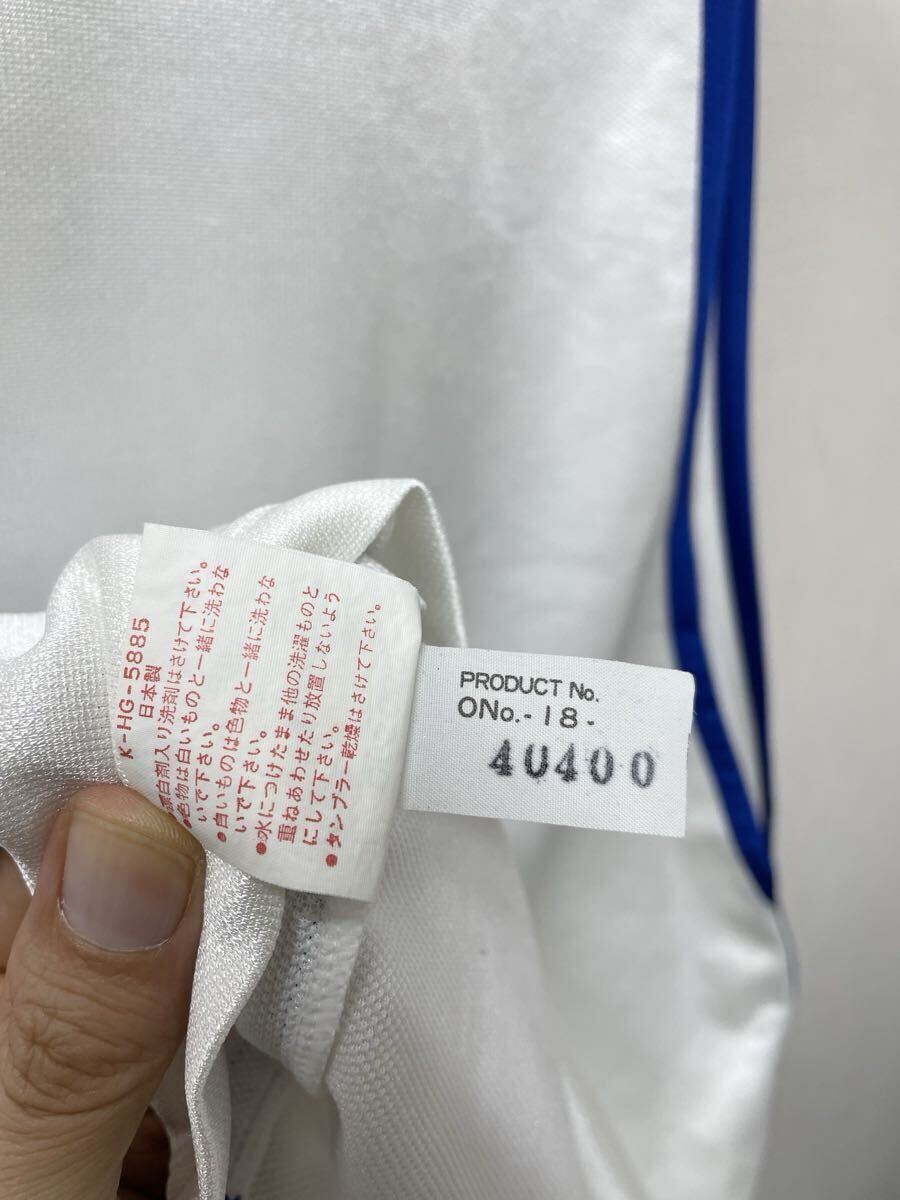 K-HG-5885
日本製
漂白剤入り洗剤はさけて下さい。
●色物は白いものと一緒に洗わな
いで下さい。
●白いものは色物と一緒に洗わな
いで下さい。
●水につけたまま他の洗濯ものと
重ねあわせたり放置しないよう
にして下さい。
●タンブラー乾燥はさけて下さい。
PRODUCT No.
ONo.-18-
40400